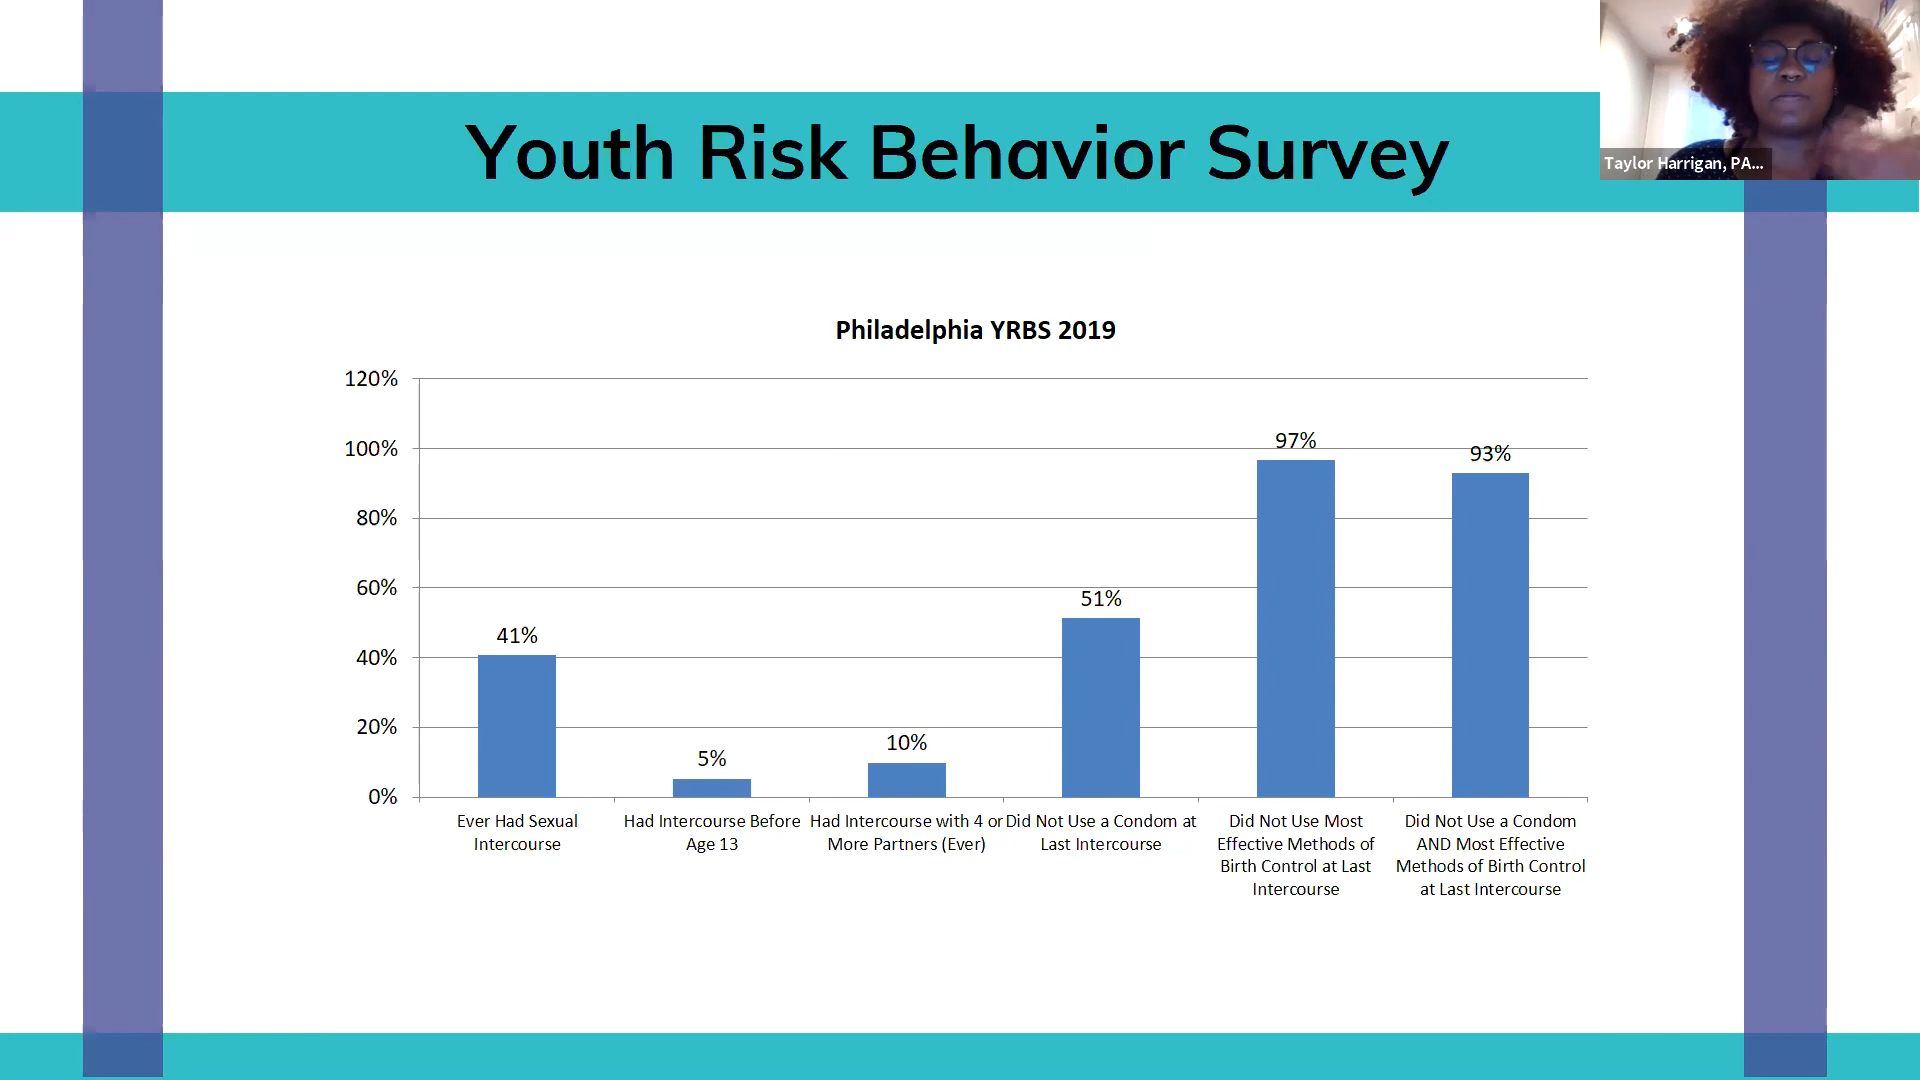 Youth Risk Behavior Survey
Taylor Harrigan, PA...
Philadelphia YRBS 2019
120%
100%
80%
60%
40%
20%
0%
41%
5%
10%
51%
97%
93%
Ever Had Sexual
Intercourse
Had Intercourse Before
Age 13
Had Intercourse with 4 or
More Partners (Ever)
Did Not Use a Condom at
Last Intercourse
Did Not Use Most
Effective Methods of
Birth Control at Last
Intercourse
Did Not Use a Condom
AND Most Effective
Methods of Birth Control
at Last Intercourse